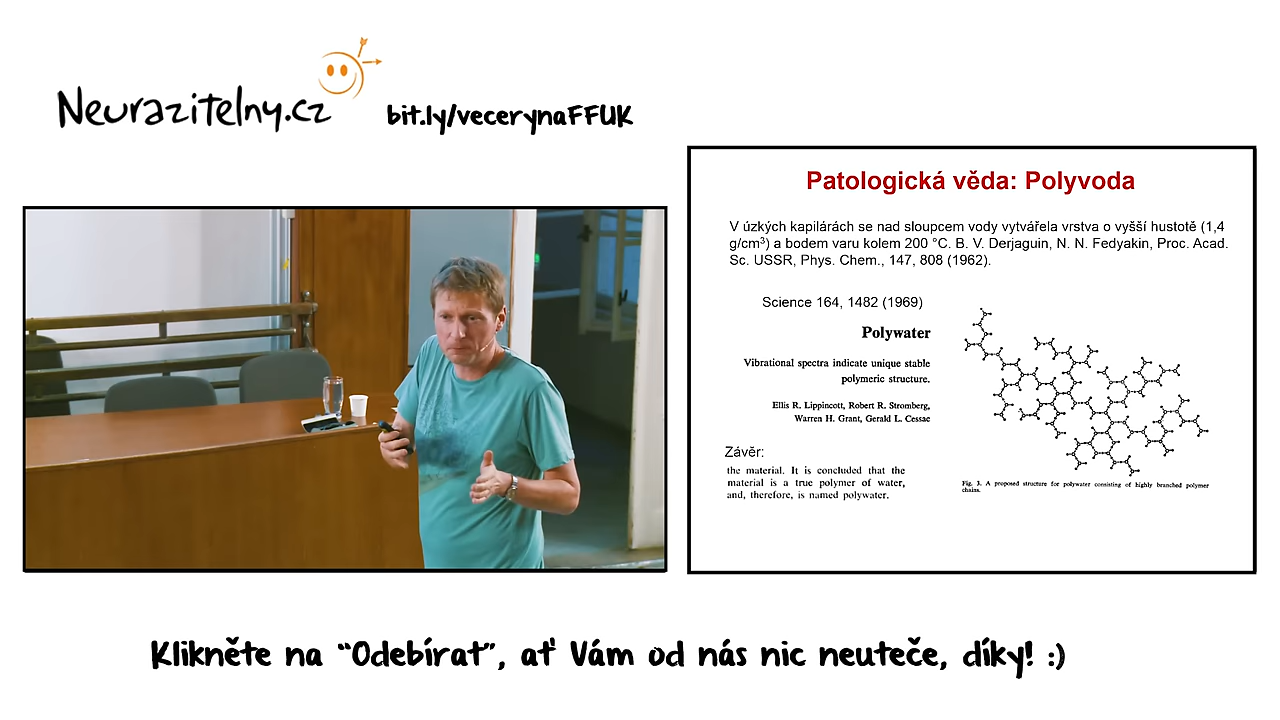 Neurazitelny.cz
bit.ly/vecerynaFFUK
Patologická věda: Polyvoda
V úzkých kapilárách se nad sloupcem vody vytvářela vrstva o vyšší hustotě (1,4
g/cm³) a bodem varu kolem 200 °C. B. V. Derjaguin, N. N. Fedyakin, Proc. Acad.
Sc. USSR, Phys. Chem., 147, 808 (1962).
Science 164, 1482 (1969)
Polywater
Vibrational spectra indicate unique stable
polymeric structure.
Ellis R. Lippincott, Robert R. Stromberg,
Warren H. Grant, Gerald L. Cessac
Závěr:
the material. It is concluded that the
material is a true polymer of water,
and, therefore, is named polywater.
Fig. 3. A proposed structure for polywater consisting of highly branched polymer
chains.
Klikněte na “Odebírat”, ať Vám od nás nic neuteče, díky! :)